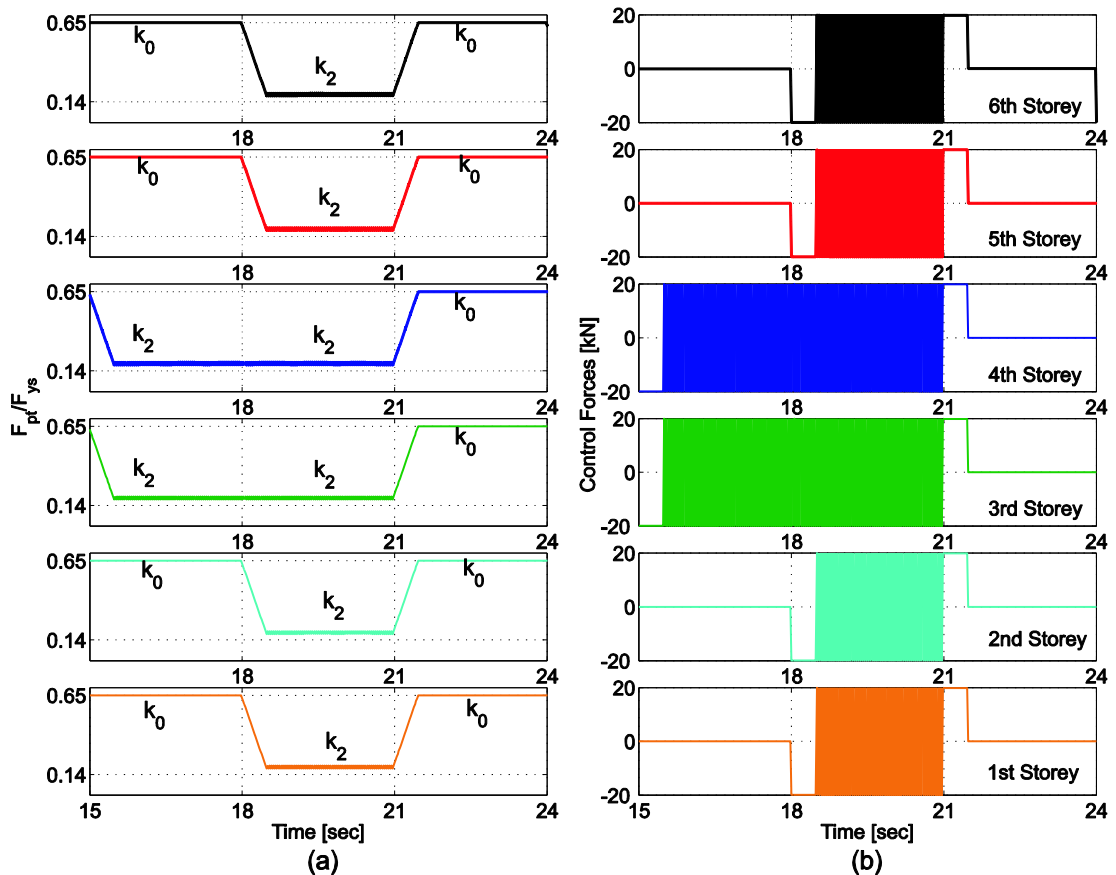 0.65
k0
k2
k0
0.14
18
21
24
0.65
k0
k2
k0
0.14
18
21
24
0.65
k2
k2
k0
0.14
18
21
24
0.65
k2
k2
k0
0.14
18
21
24
0.65
k0
k2
k0
0.14
18
21
24
0.65
k0
k2
k0
0.14
15
18
21
24
Fpt/Fys
Time [sec]
(a)
20
0
-20
6th Storey
18
21
24
20
0
-20
5th Storey
18
21
24
20
0
-20
4th Storey
18
21
24
20
0
-20
3rd Storey
18
21
24
20
0
-20
2nd Storey
18
21
24
20
0
-20
1st Storey
15
18
21
24
Control Forces [kN]
Time [sec]
(b)